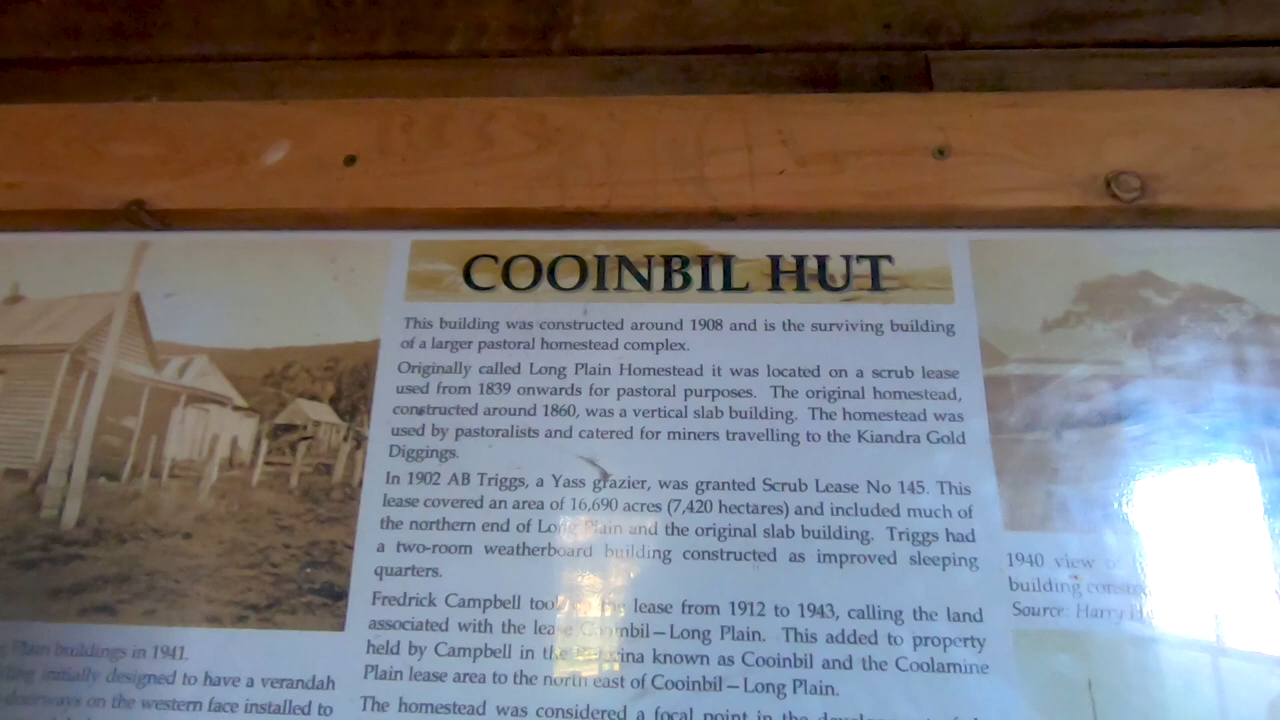 COOINBIL HUT
This building was constructed around 1908 and is the surviving building
of a larger pastoral homestead complex.
Originally called Long Plain Homestead it was located on a scrub lease
used from 1839 onwards for pastoral purposes. The original homestead,
constructed around 1860, was a vertical slab building. The homestead was
used by pastoralists and catered for miners travelling to the Kiandra Gold
Diggings.
In 1902 AB Triggs, a Yass grazier, was granted Scrub Lease No 145. This
lease covered an area of 16,690 acres (7,420 hectares) and included much of
the northern end of Long Plain and the original slab building. Triggs had
a two-room weatherboard building constructed as improved sleeping
quarters.
Fredrick Campbell took lease from 1912 to 1943, calling the land
associated with the lease Cooinbil – Long Plain. This added to property
held by Campbell in the known as Cooinbil and the Coolamine
Plain lease area to the north east of Cooinbil – Long Plain.
The homestead was considered a focal point in the
Plain buildings in 1941.
initially designed to have a verandah
doorways on the western face installed to
1940 view
building
Source: Harry